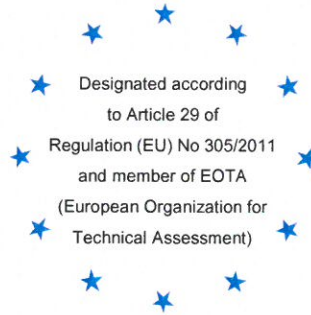 Designated according
to Article 29 of
Regulation (EU) No 305/2011
and member of EOTA
(European Organization for
Technical Assessment)